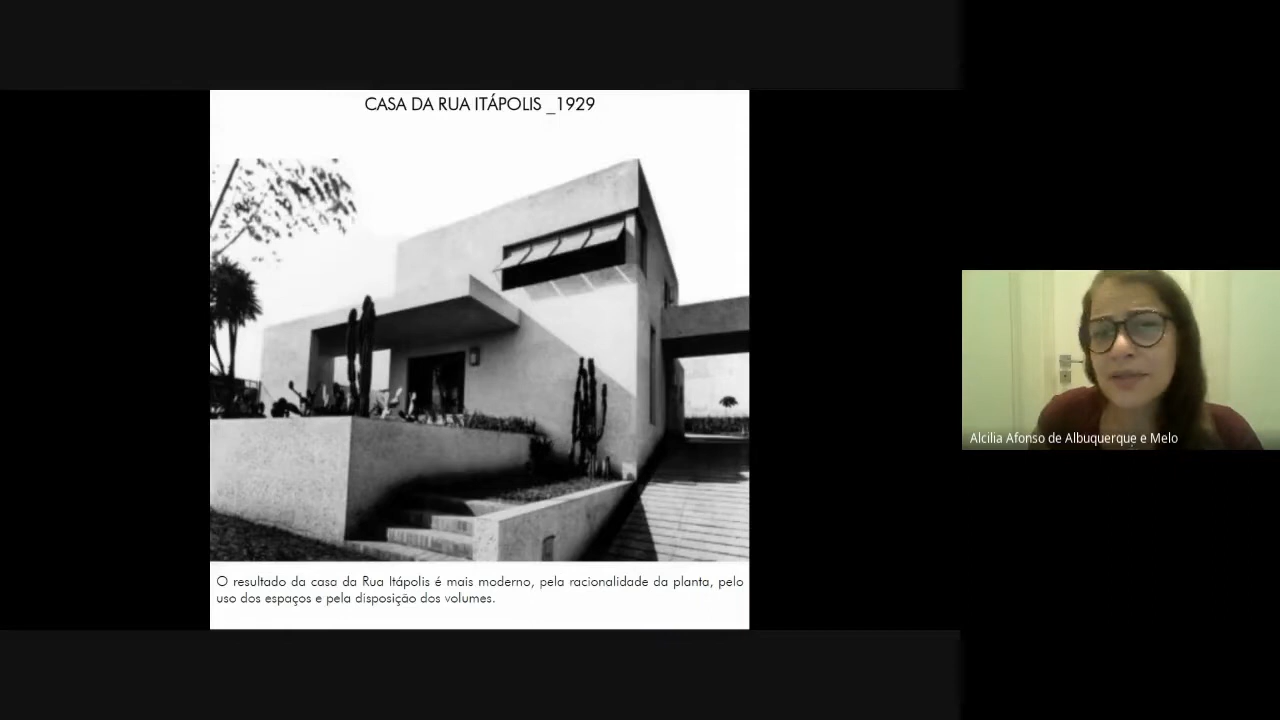 CASA DA RUA ITÁPOLIS _1929
O resultado da casa da Rua Itápolis é mais moderno, pela racionalidade da planta, pelo
uso dos espaços e pela disposição dos volumes.
Alcilia Afonso de Albuquerque e Melo